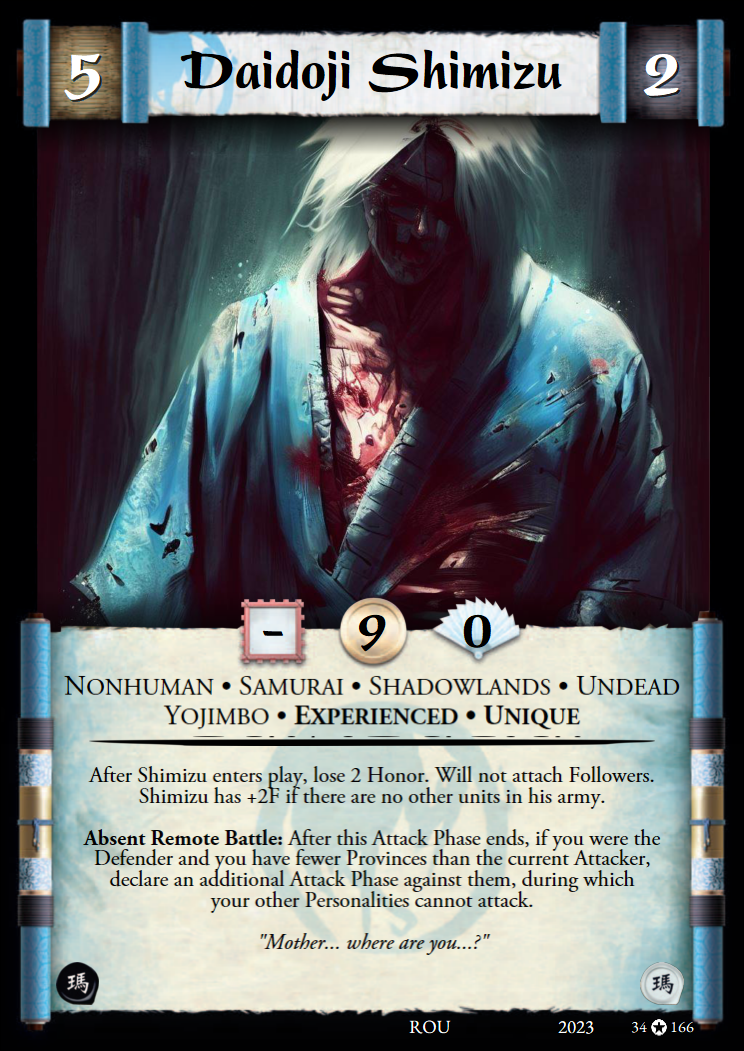 5 Daidoji Shimizu 2
- 9 0
NONHUMAN • SAMURAI • SHADOWLANDS • UNDEAD
YOJIMBO • EXPERIENCED • UNIQUE
After Shimizu enters play, lose 2 Honor. Will not attach Followers.
Shimizu has +2F if there are no other units in his army.
Absent Remote Battle: After this Attack Phase ends, if you were the
Defender and you have fewer Provinces than the current Attacker,
declare an additional Attack Phase against them, during which
your other Personalities cannot attack.
"Mother... where are you...?"
瑪 瑪
ROU 2023 34 ✪ 166